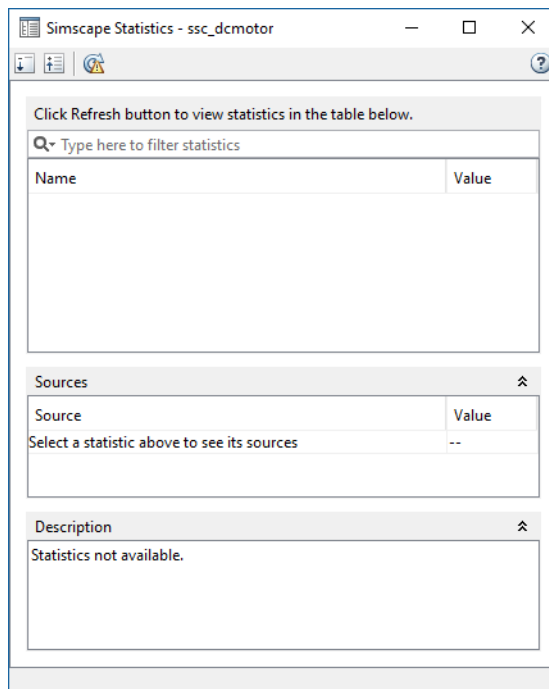 Simscape Statistics - ssc_dcmotor
Click Refresh button to view statistics in the table below.
Type here to filter statistics
Name Value
Sources
Source Value
Select a statistic above to see its sources --
Description
Statistics not available.